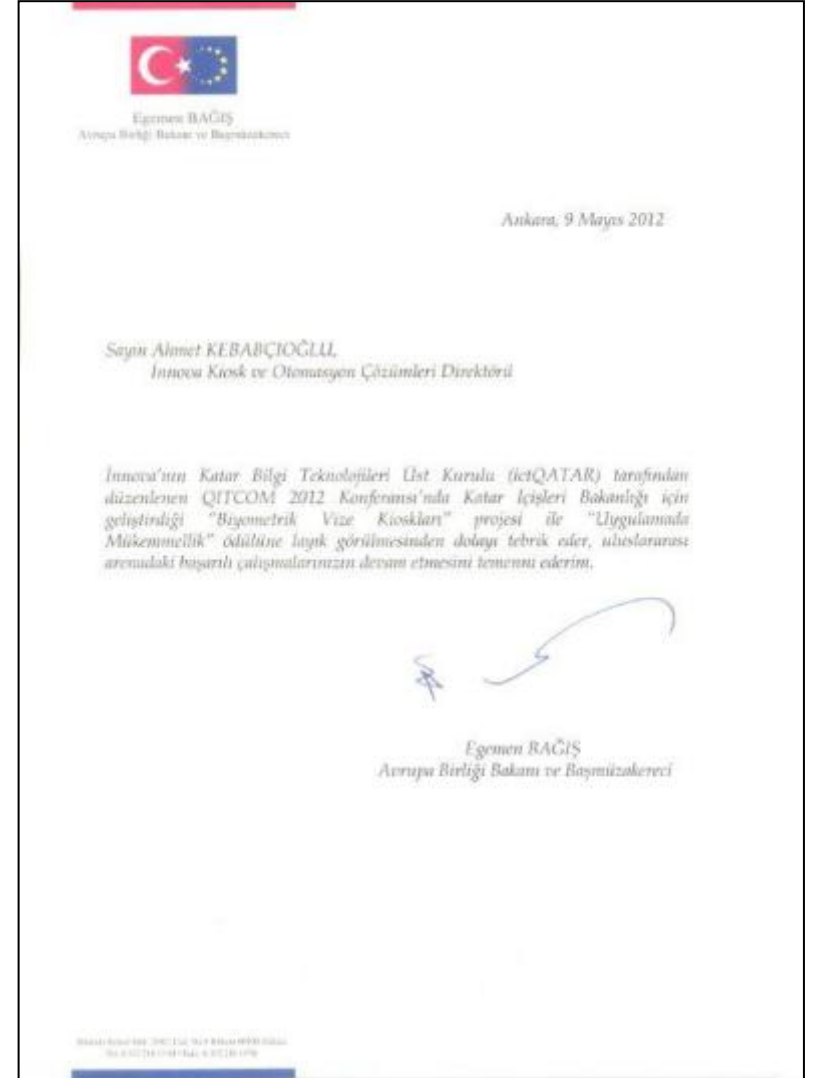 Egemen BAĞIŞ
Avrupa Birliği Bakanı ve Başmüzakereci
Ankara, 9 Mayıs 2012
Sayın Ahmet KEBABÇIOĞLU,
İnnova Kiosk ve Otomasyon Çözümleri Direktörü
İnnova'nın Katar Bilgi Teknolojileri Üst Kurulu (ictQATAR) tarafından
düzenlenen QITCOM 2012 Konferansı'nda Katar İçişleri Bakanlığı için
geliştirdiği "Biyometrik Vize Kioskları" projesi ile "Uygulamada
Mükemmellik" ödülüne layık görülmesinden dolayı tebrik eder, uluslararası
arenadaki başarılı çalışmalarınızın devam etmesini temenni ederim.
Egemen BAĞIŞ
Avrupa Birliği Bakanı ve Başmüzakereci